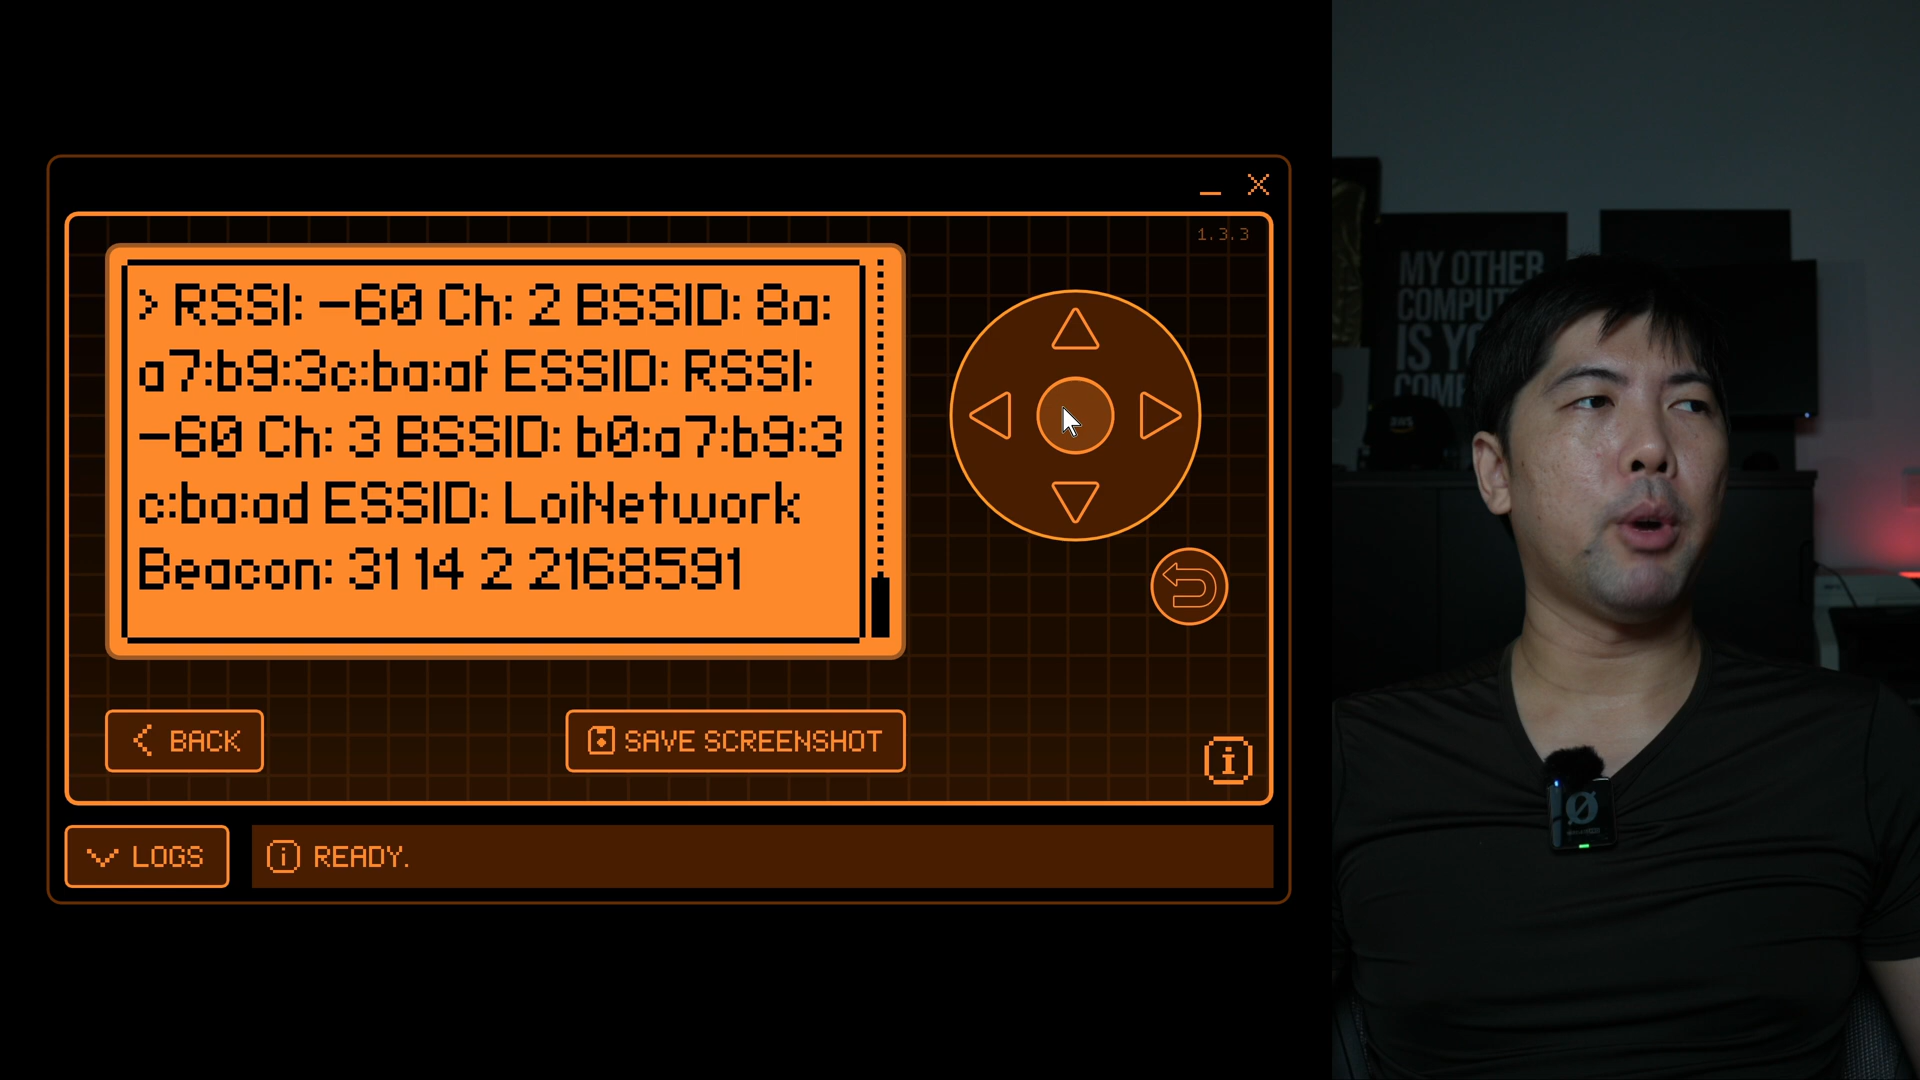 1.3.3
> RSSI: -60 Ch: 2 BSSID: 8a:
a7:b9:3c:ba:af ESSID: RSSI:
-60 Ch: 3 BSSID: b0:a7:b9:3
c:ba:ad ESSID: LoiNetwork
Beacon: 31 14 2 2168591
BACK
SAVE SCREENSHOT
LOGS
READY.
MY OTHER
IS
aws